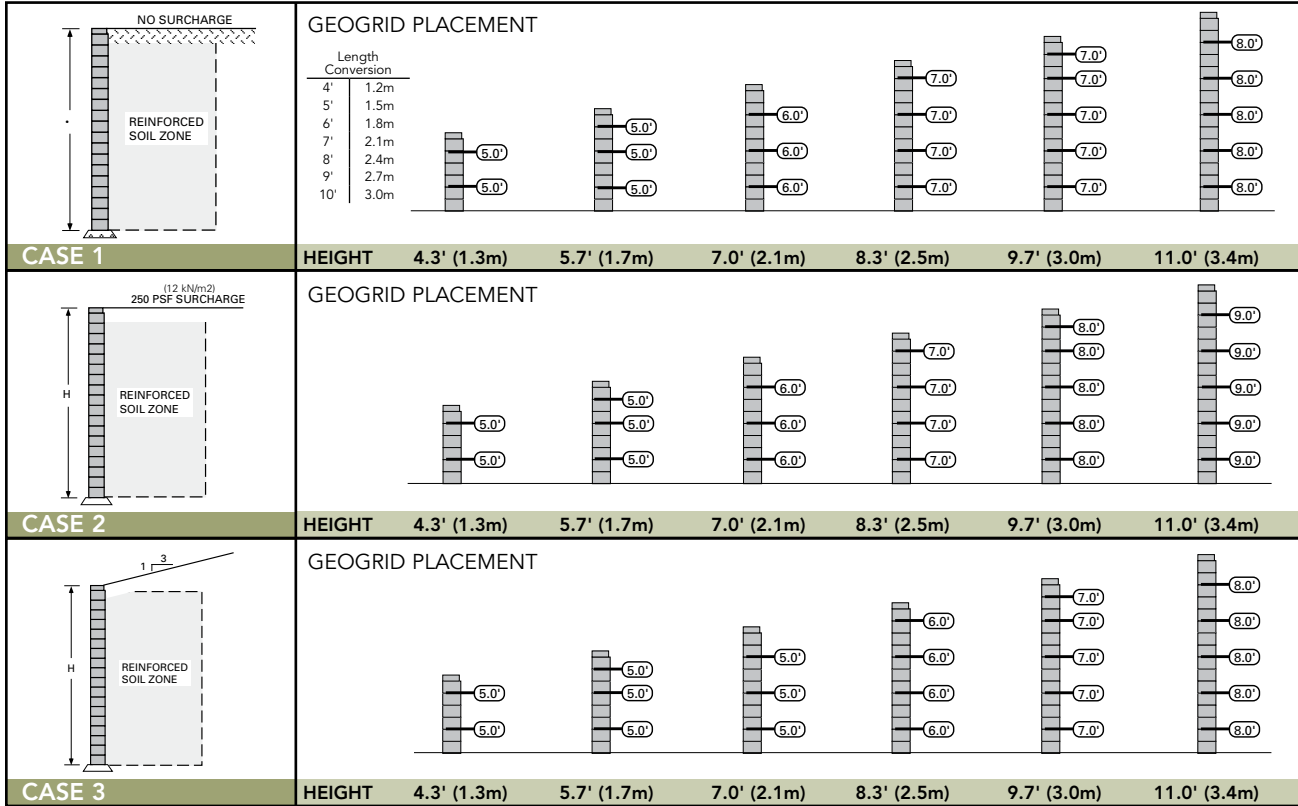 NO SURCHARGE
REINFORCED
SOIL ZONE
CASE 1
GEOGRID PLACEMENT
Length
Conversion
4' 1.2m
5' 1.5m
6' 1.8m
7' 2.1m
8' 2.4m
9' 2.7m
10' 3.0m
5.0'
5.0'
5.0'
5.0'
5.0'
6.0'
6.0'
6.0'
7.0'
7.0'
7.0'
7.0'
7.0'
7.0'
7.0'
7.0'
7.0'
8.0'
8.0'
8.0'
8.0'
8.0'
HEIGHT 4.3' (1.3m) 5.7' (1.7m) 7.0' (2.1m) 8.3' (2.5m) 9.7' (3.0m) 11.0' (3.4m)
(12 kN/m2)
250 PSF SURCHARGE
H
REINFORCED
SOIL ZONE
CASE 2
GEOGRID PLACEMENT
5.0'
5.0'
5.0'
5.0'
5.0'
6.0'
6.0'
6.0'
7.0'
7.0'
7.0'
7.0'
8.0'
8.0'
8.0'
8.0'
8.0'
9.0'
9.0'
9.0'
9.0'
9.0'
HEIGHT 4.3' (1.3m) 5.7' (1.7m) 7.0' (2.1m) 8.3' (2.5m) 9.7' (3.0m) 11.0' (3.4m)
3
1
H
REINFORCED
SOIL ZONE
CASE 3
GEOGRID PLACEMENT
5.0'
5.0'
5.0'
5.0'
5.0'
5.0'
5.0'
5.0'
6.0'
6.0'
6.0'
6.0'
7.0'
7.0'
7.0'
7.0'
7.0'
8.0'
8.0'
8.0'
8.0'
8.0'
HEIGHT 4.3' (1.3m) 5.7' (1.7m) 7.0' (2.1m) 8.3' (2.5m) 9.7' (3.0m) 11.0' (3.4m)